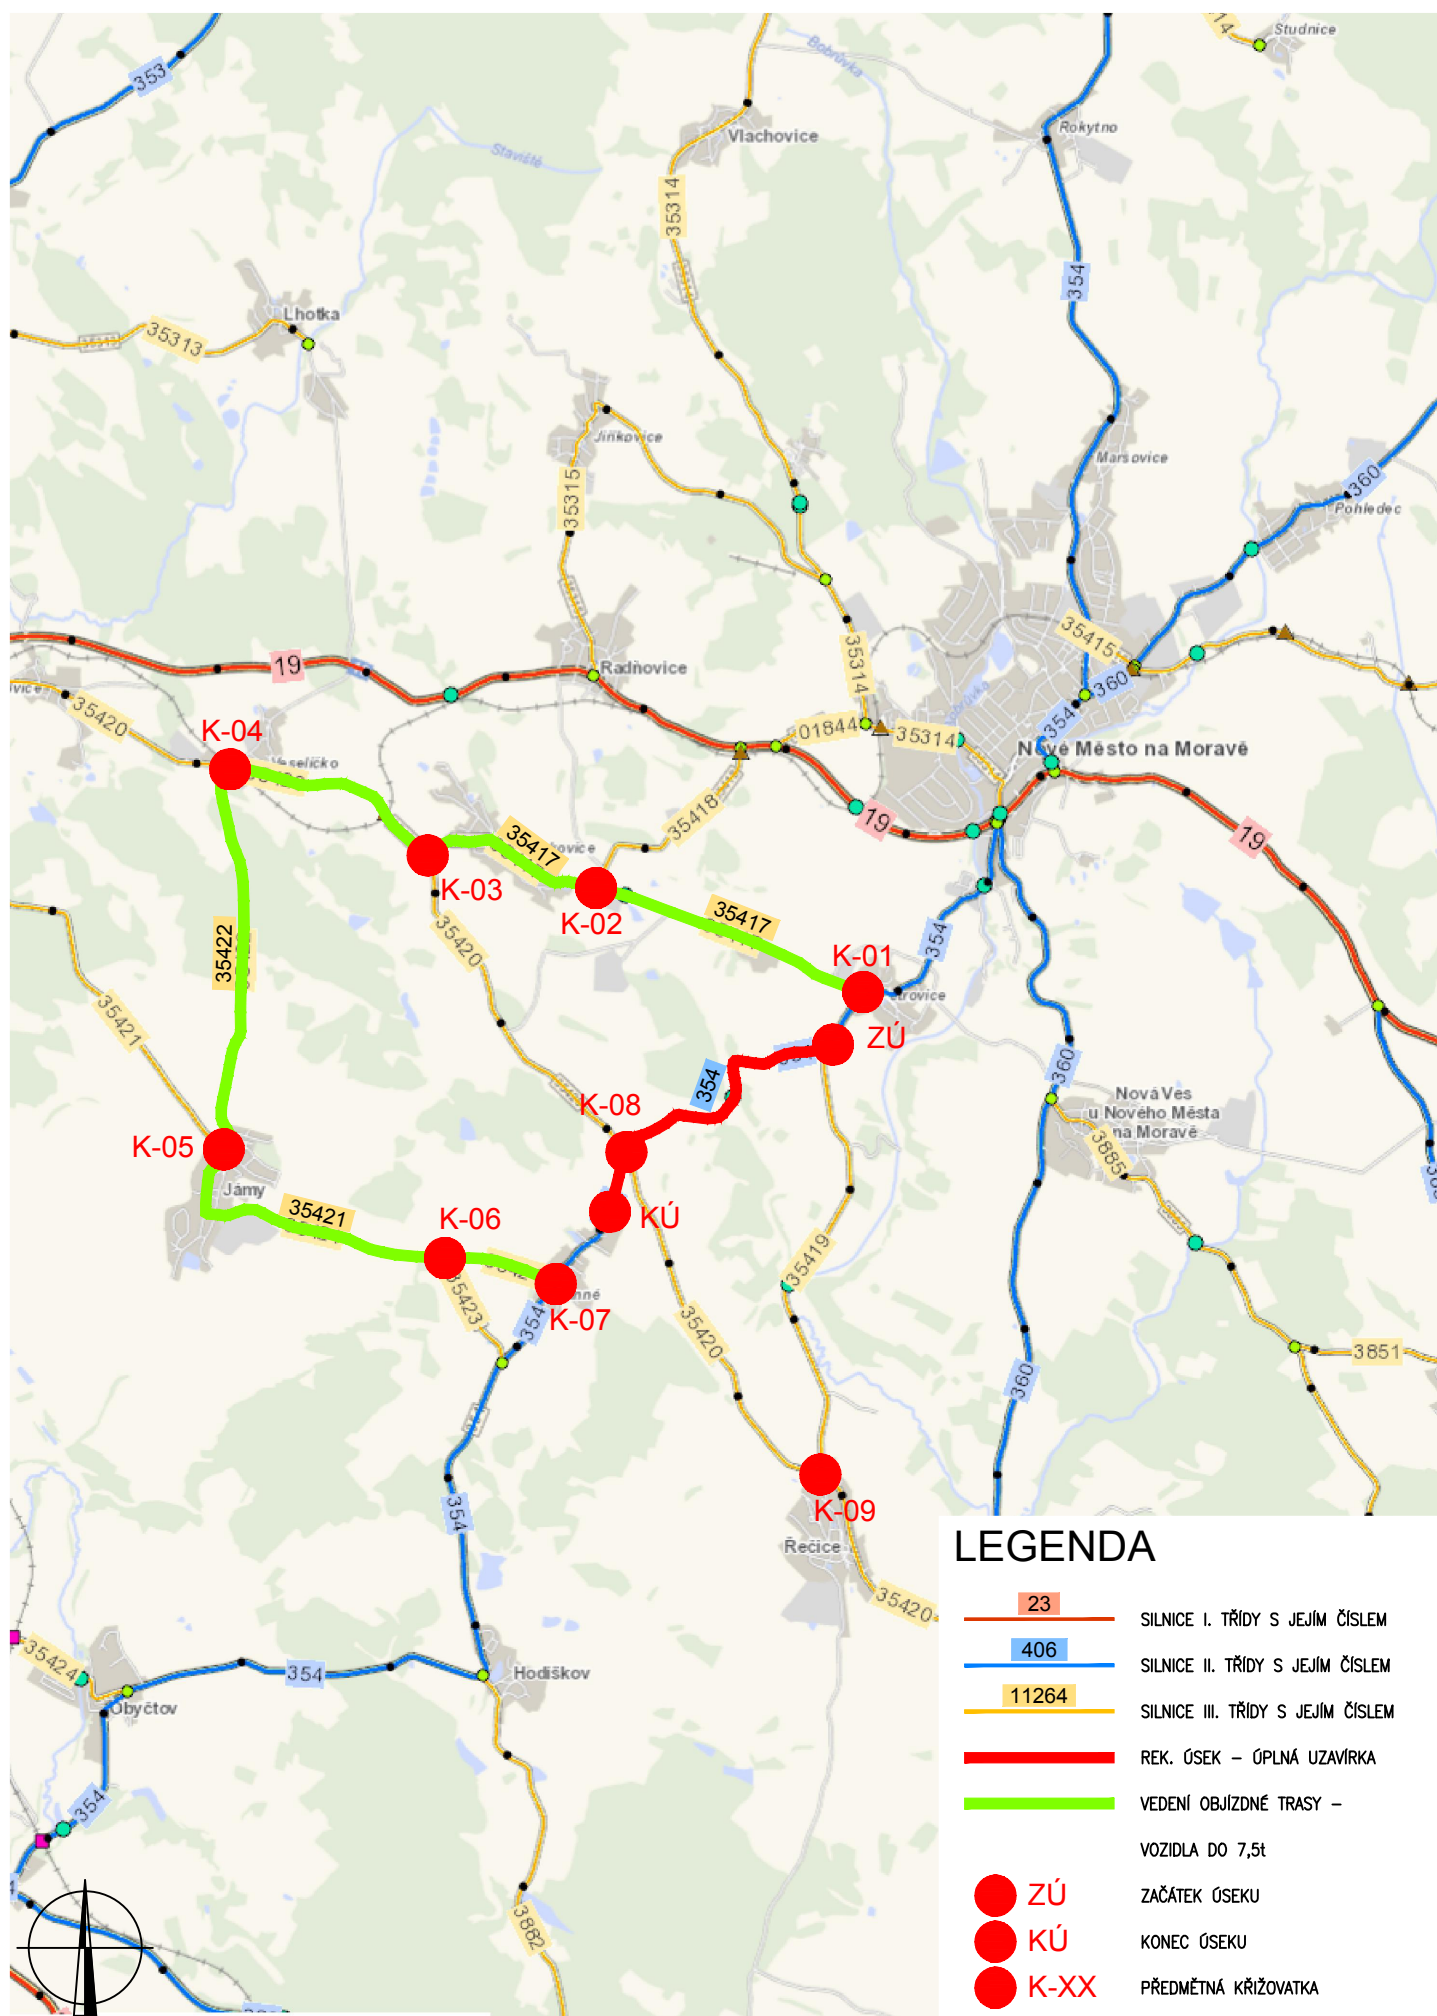 Studnice
353
Bobrůvka
Vlachovice
Rokytno
Staviště
35314
354
Lhotka
35313
Jiříkovice
Marsovice
360
Pohledec
35315
35415
19
Radňovice
35314
360
354
35420
01844
35314
K-04
Nové Město na Moravě
35418
19
19
35417
K-03
K-02
35417
35420
354
K-01
35422
ZÚ
35421
354
360
K-08
Nová Ves
u Nového Města
na Moravě
K-05
3885
Jámy
35421
KÚ
K-06
35419
35423
354
K-07
35420
3851
360
354
K-09
Řečice
35420
35424
354
Hodíškov
Obyčtov
354
3882
LEGENDA
23 SILNICE I. TŘÍDY S JEJÍM ČÍSLEM
406 SILNICE II. TŘÍDY S JEJÍM ČÍSLEM
11264 SILNICE III. TŘÍDY S JEJÍM ČÍSLEM
REK. ÚSEK – ÚPLNÁ UZAVÍRKA
VEDENÍ OBJÍZDNÉ TRASY –
VOZIDLA DO 7,5t
ZÚ ZAČÁTEK ÚSEKU
KÚ KONEC ÚSEKU
K-XX PŘEDMĚTNÁ KŘIŽOVATKA